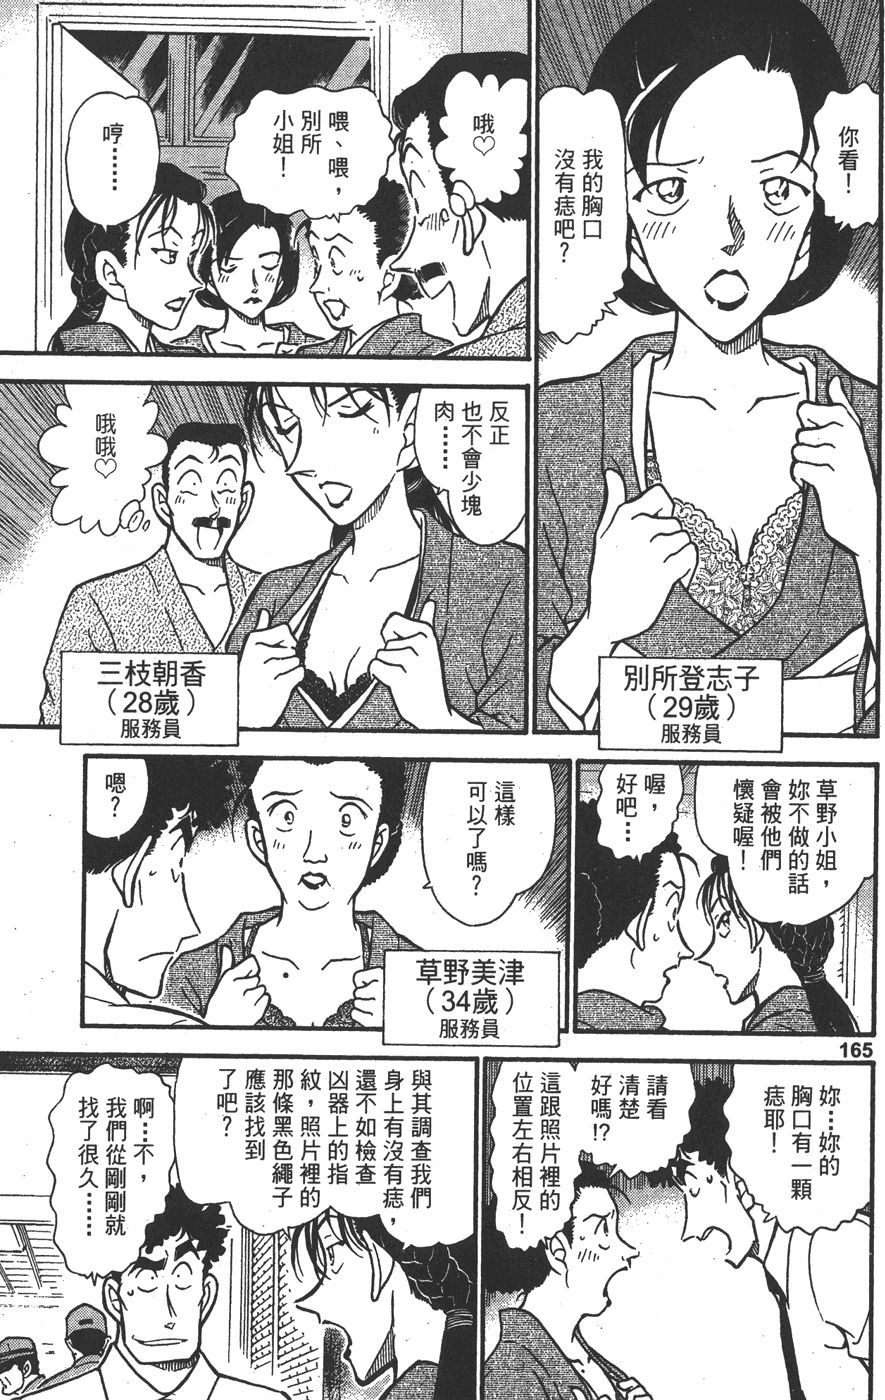 你看！
我的胸口
沒有痣吧？
哦♡
喂、喂，
別所
小姐！
哼……
別所登志子
（29歲）
服務員
反正
也不會少塊
肉……
哦
哦♡
三枝朝香
（28歲）
服務員
草野小姐，
妳不做的話
會被他們
懷疑喔！
喔，
好吧…
這樣
可以了嗎？
嗯？
草野美津
（34歲）
服務員
165
妳…妳的
胸口有一顆
痣耶！
請看
清楚
好嗎!?
這跟照片裡的
位置左右相反！
與其調查我們
身上有沒有痣，
還不如檢查
凶器上的指
紋，照片裡的
那條黑色繩子
應該找到
了吧？
啊…不，
我們從剛剛就
找了很久……